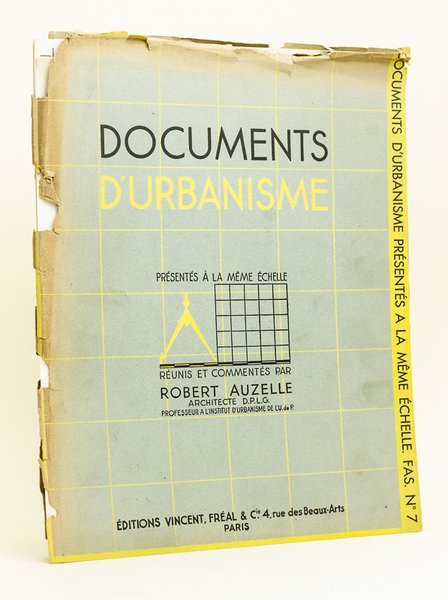 DOCUMENTS
D'URBANISME
PRÉSENTÉS À LA MÊME ÉCHELLE
RÉUNIS ET COMMENTÉS PAR
ROBERT AUZELLE
ARCHITECTE D.P.L.G.
PROFESSEUR A L'INSTITUT D'URBANISME DE L'U. de P.
ÉDITIONS VINCENT, FRÉAL & Cie. 4, rue des Beaux-Arts
PARIS
DOCUMENTS D'URBANISME PRÉSENTÉS A LA MÊME ÉCHELLE. FAS. N° 7